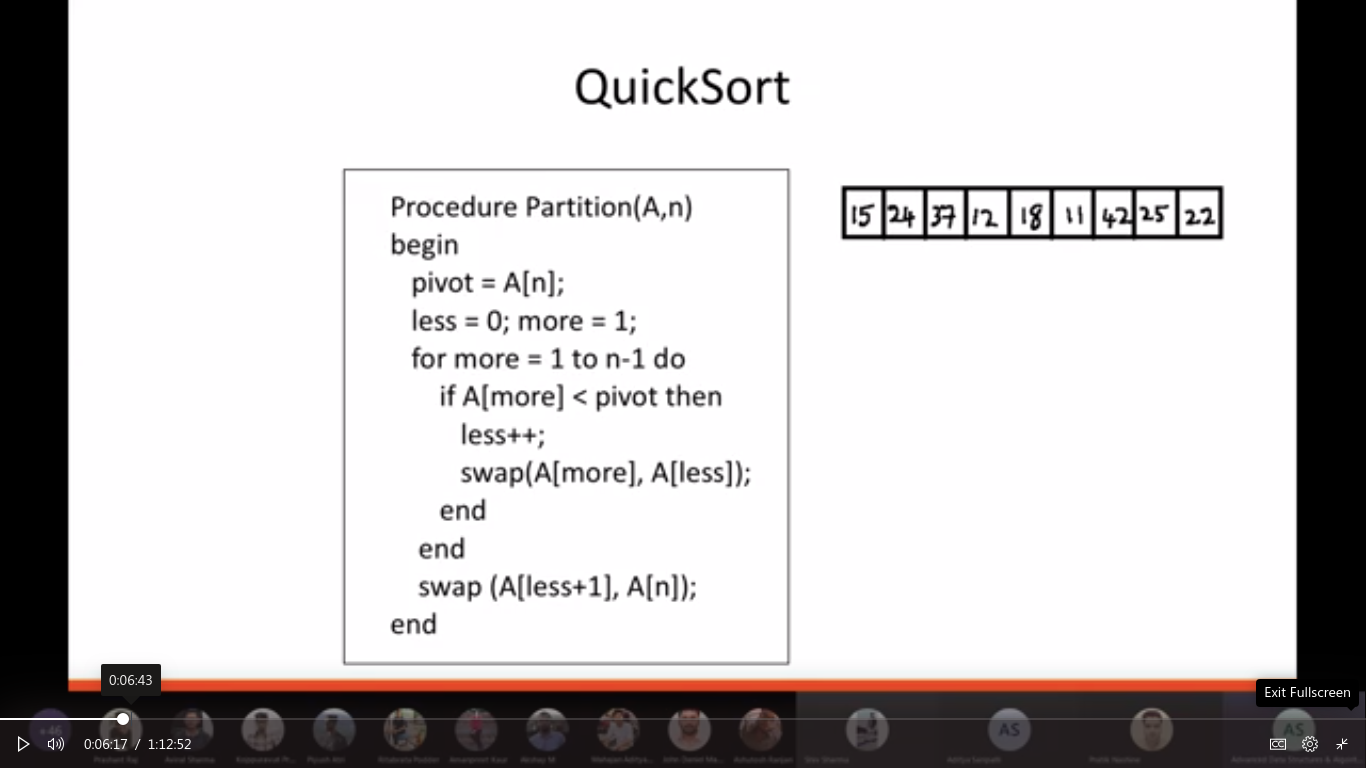 QuickSort
Procedure Partition(A,n)
begin
pivot = A[n];
less = 0; more = 1;
for more = 1 to n-1 do
if A[more] < pivot then
less++;
swap(A[more], A[less]);
end
end
swap (A[less+1], A[n]);
end
15 24 37 12 18 11 42 25 22
0:06:43
Exit Fullscreen
+46
AS
AS
0:06:17 / 1:12:52
CC